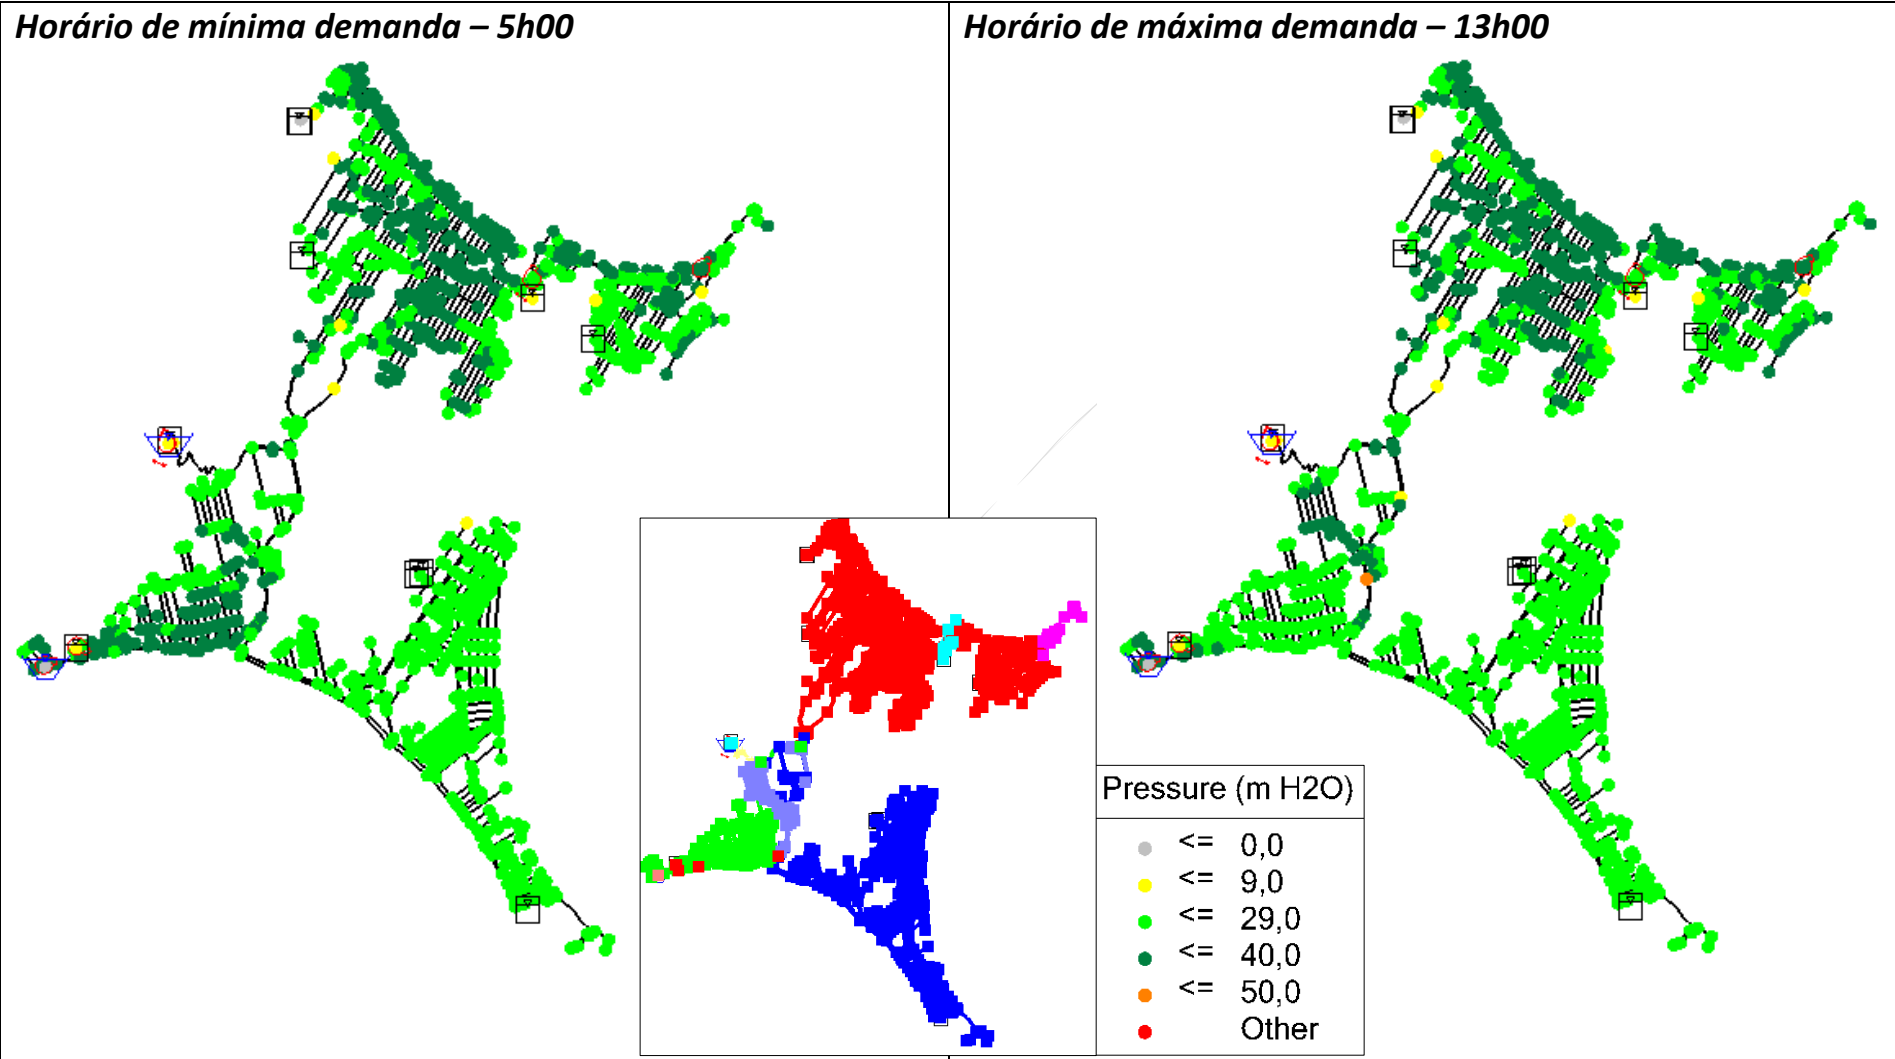 Horário de mínima demanda – 5h00
Horário de máxima demanda – 13h00
Pressure (m H2O)
<= 0,0
<= 9,0
<= 29,0
<= 40,0
<= 50,0
Other